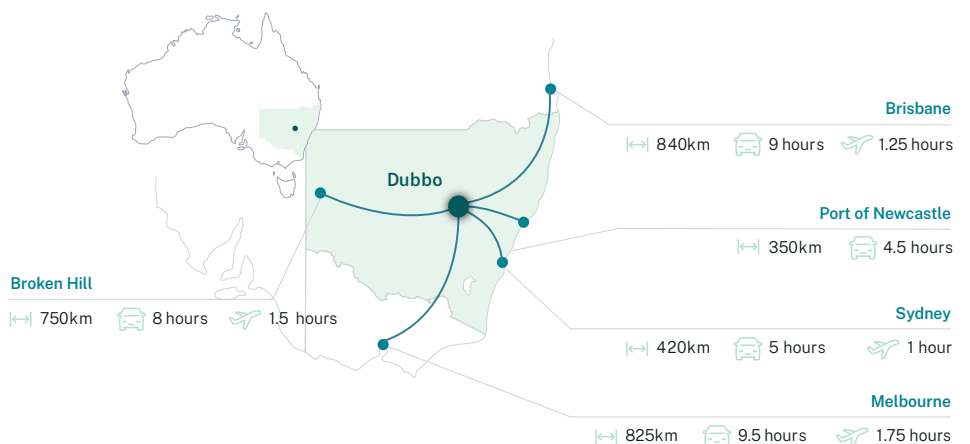 Brisbane
840km 9 hours 1.25 hours
Dubbo
Port of Newcastle
350km 4.5 hours
Broken Hill
750km 8 hours 1.5 hours
Sydney
420km 5 hours 1 hour
Melbourne
825km 9.5 hours 1.75 hours